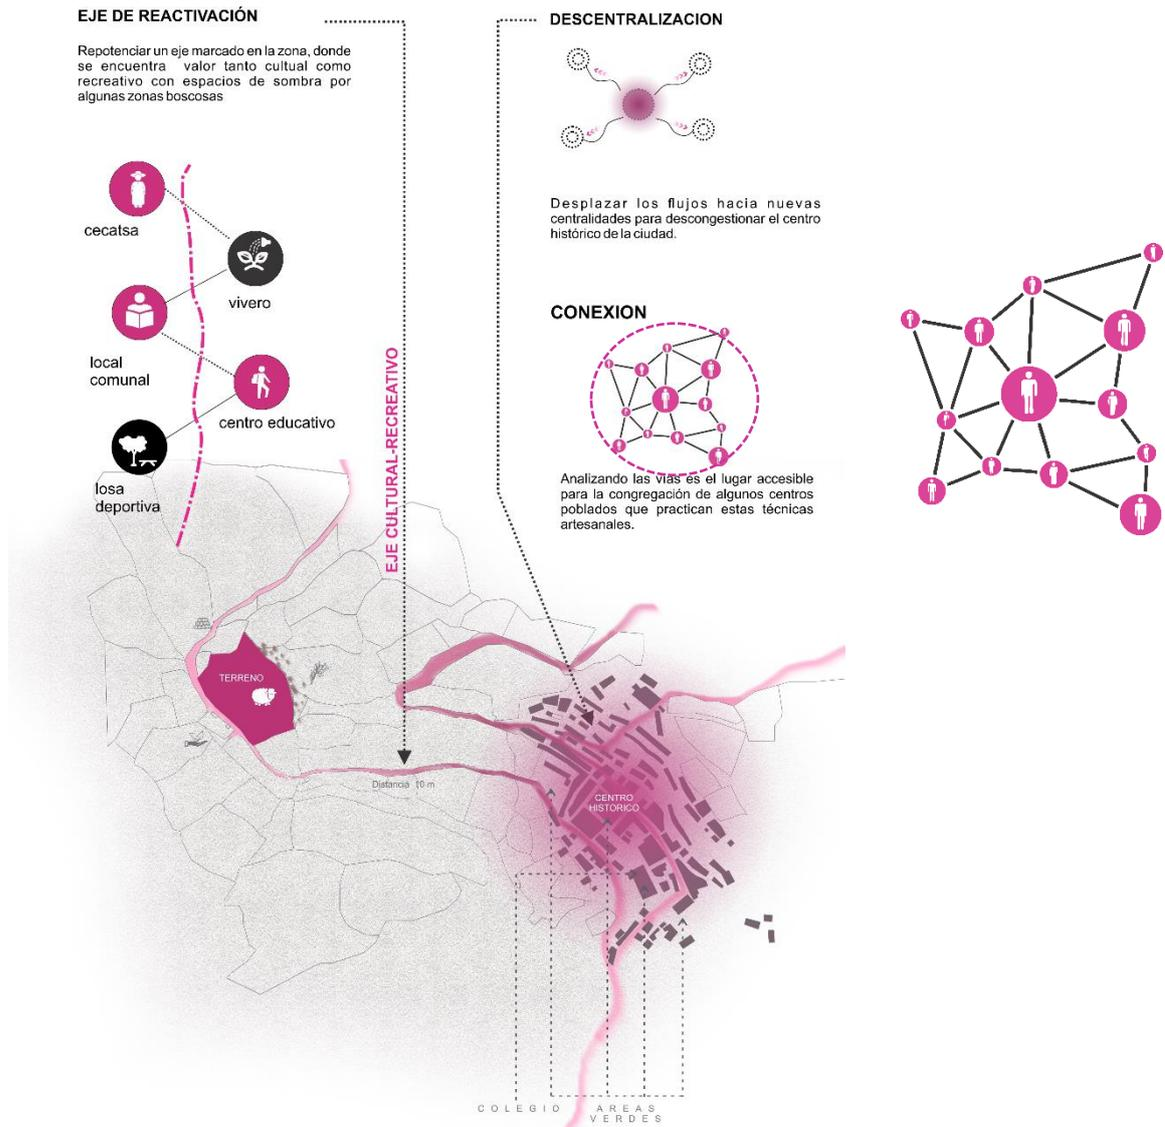 EJE DE REACTIVACIÓN
Repotenciar un eje marcado en la zona, donde
se encuentra valor tanto cultual como
recreativo con espacios de sombra por
algunas zonas boscosas
cecatsa
vivero
local
comunal
centro educativo
losa
deportiva
EJE CULTURAL-RECREATIVO
DESCENTRALIZACION
Desplazar los flujos hacia nuevas
centralidades para descongestionar el centro
histórico de la ciudad.
CONEXION
Analizando las vías es el lugar accesible
para la congregación de algunos centros
poblados que practican estas técnicas
artesanales.
TERRENO
Distancia 10 m
CENTRO
HISTORICO
COLEGIO
AREAS
VERDES